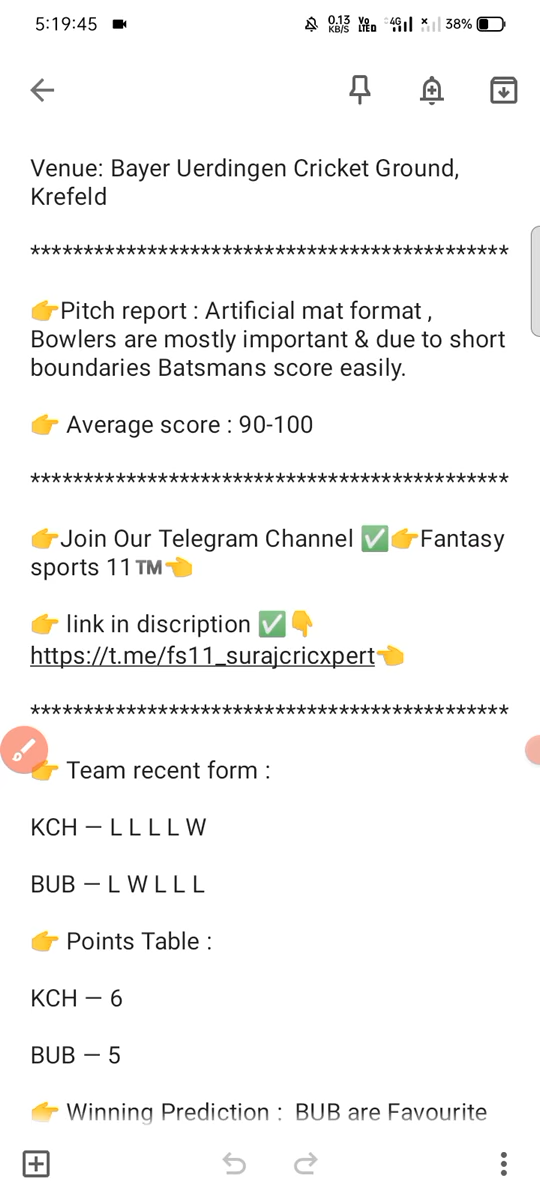 5:19:45 0.13 KB/S Vo LTED 4G 38%
Venue: Bayer Uerdingen Cricket Ground,
Krefeld
*********************************************
👉Pitch report : Artificial mat format ,
Bowlers are mostly important & due to short
boundaries Batsmans score easily.
👉 Average score : 90-100
*********************************************
👉Join Our Telegram Channel ✅👉Fantasy
sports 11™️👈
👉 link in discription ✅👇
https://t.me/fs11_surajcricxpert👈
*********************************************
👉 Team recent form :
KCH — L L L L W
BUB — L W L L L
👉 Points Table :
KCH — 6
BUB — 5
👉 Winning Prediction : BUB are Favourite